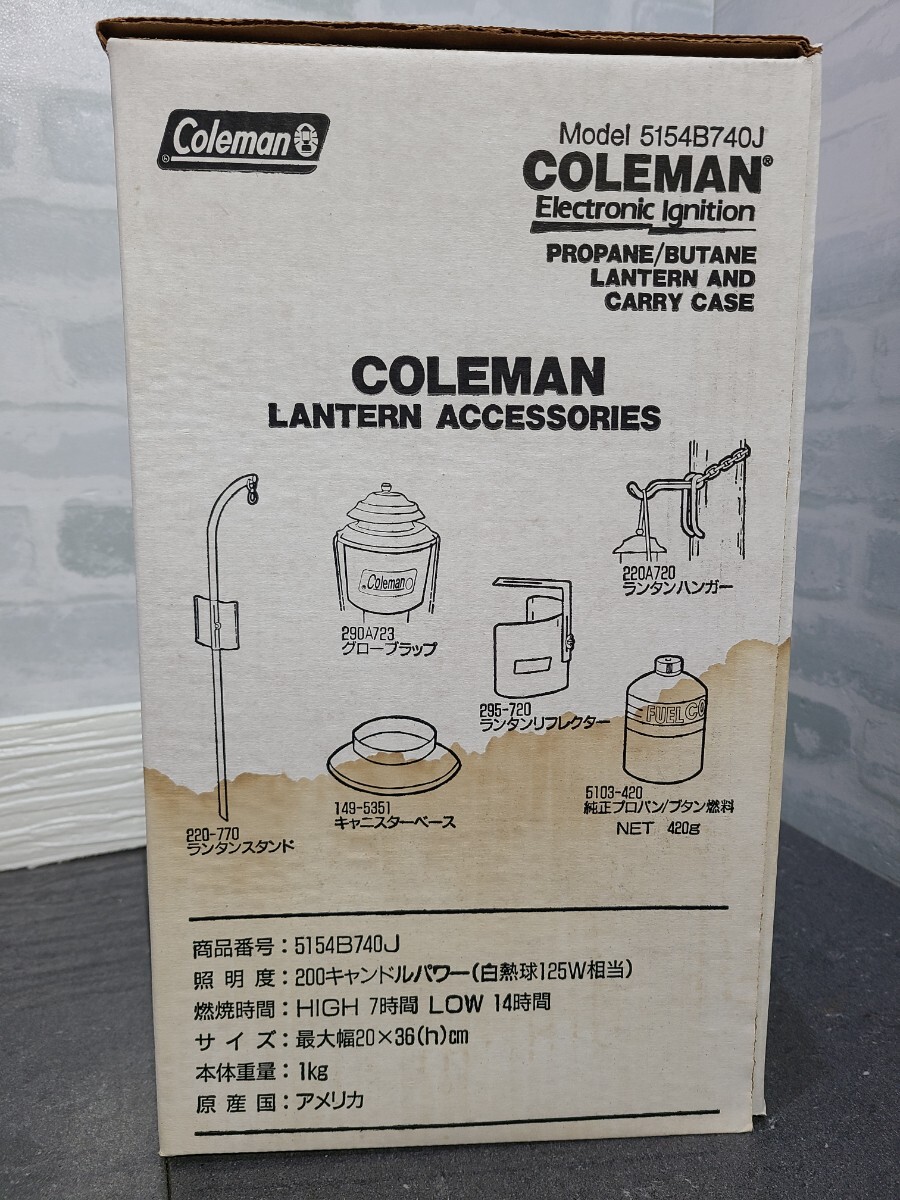 Coleman
Model 5154B740J
COLEMAN®
Electronic Ignition
PROPANE/BUTANE
LANTERN AND
CARRY CASE
COLEMAN
LANTERN ACCESSORIES
220A720
ランタンハンガー
Coleman
290A723
グローブラップ
295-720
ランタンリフレクター
FUEL CO
5103-420
純正プロパン/ブタン燃料
NET 420g
149-5351
キャニスターベース
220-770
ランタンスタンド
商品番号：5154B740J
照明度：200キャンドルパワー(白熱球125W相当)
燃焼時間：HIGH 7時間 LOW 14時間
サイズ：最大幅20×36(h)cm
本体重量：1kg
原産国：アメリカ